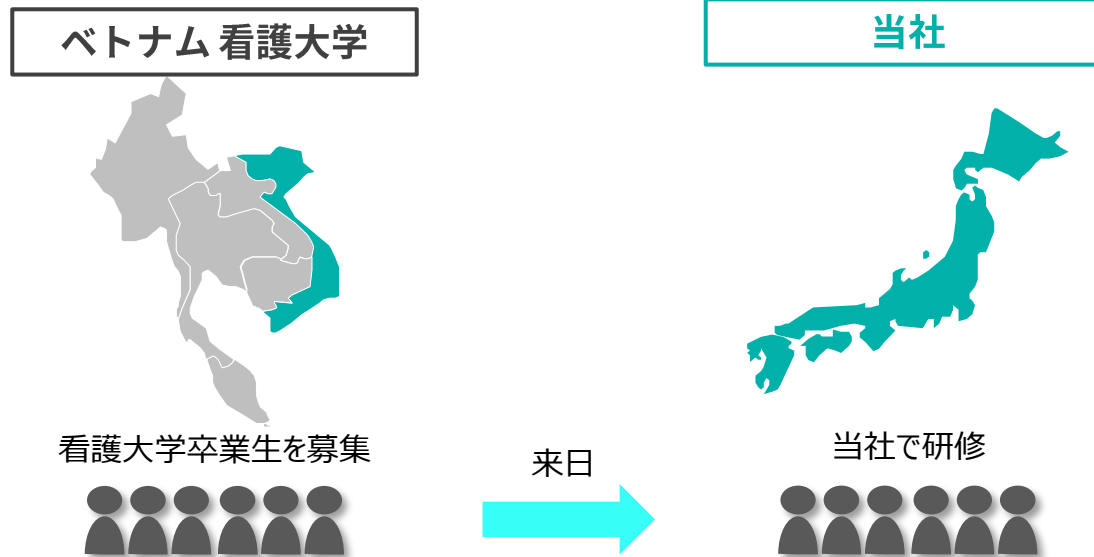 ベトナム 看護大学
当社
看護大学卒業生を募集
来日
当社で研修